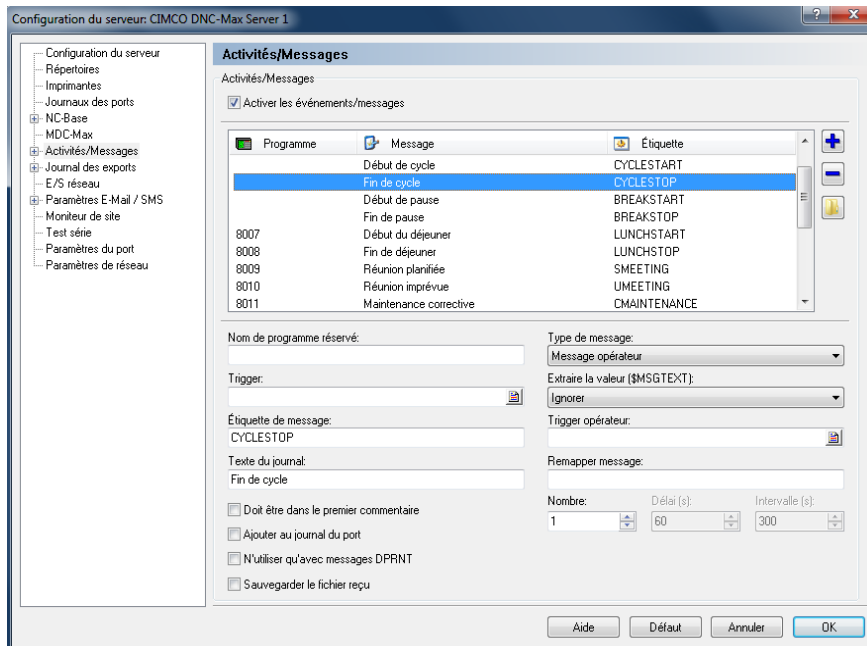 Configuration du serveur: CIMCO DNC-Max Server 1
Configuration du serveur
Répertoires
Imprimantes
Journaux des ports
NC-Base
MDC-Max
Activités/Messages
Journal des exports
E/S réseau
Paramètres E-Mail / SMS
Moniteur de site
Test série
Paramètres du port
Paramètres de réseau
Activités/Messages
Activités/Messages
Activer les événements/messages
Programme Message Étiquette
Début de cycle CYCLESTART
Fin de cycle CYCLESTOP
Début de pause BREAKSTART
Fin de pause BREAKSTOP
8007 Début du déjeuner LUNCHSTART
8008 Fin de déjeuner LUNCHSTOP
8009 Réunion planifiée SMEETING
8010 Réunion imprévue UMEETING
8011 Maintenance corrective CMAINTENANCE
Nom de programme réservé:
Trigger:
Étiquette de message:
CYCLESTOP
Texte du journal:
Fin de cycle
Doit être dans le premier commentaire
Ajouter au journal du port
N'utiliser qu'avec messages DPRNT
Sauvegarder le fichier reçu
Type de message:
Message opérateur
Extraire la valeur ($MSGTEXT):
Ignorer
Trigger opérateur:
Remapper message:
Nombre: Délai (s): Intervalle (s):
1 60 300
Aide Défaut Annuler OK